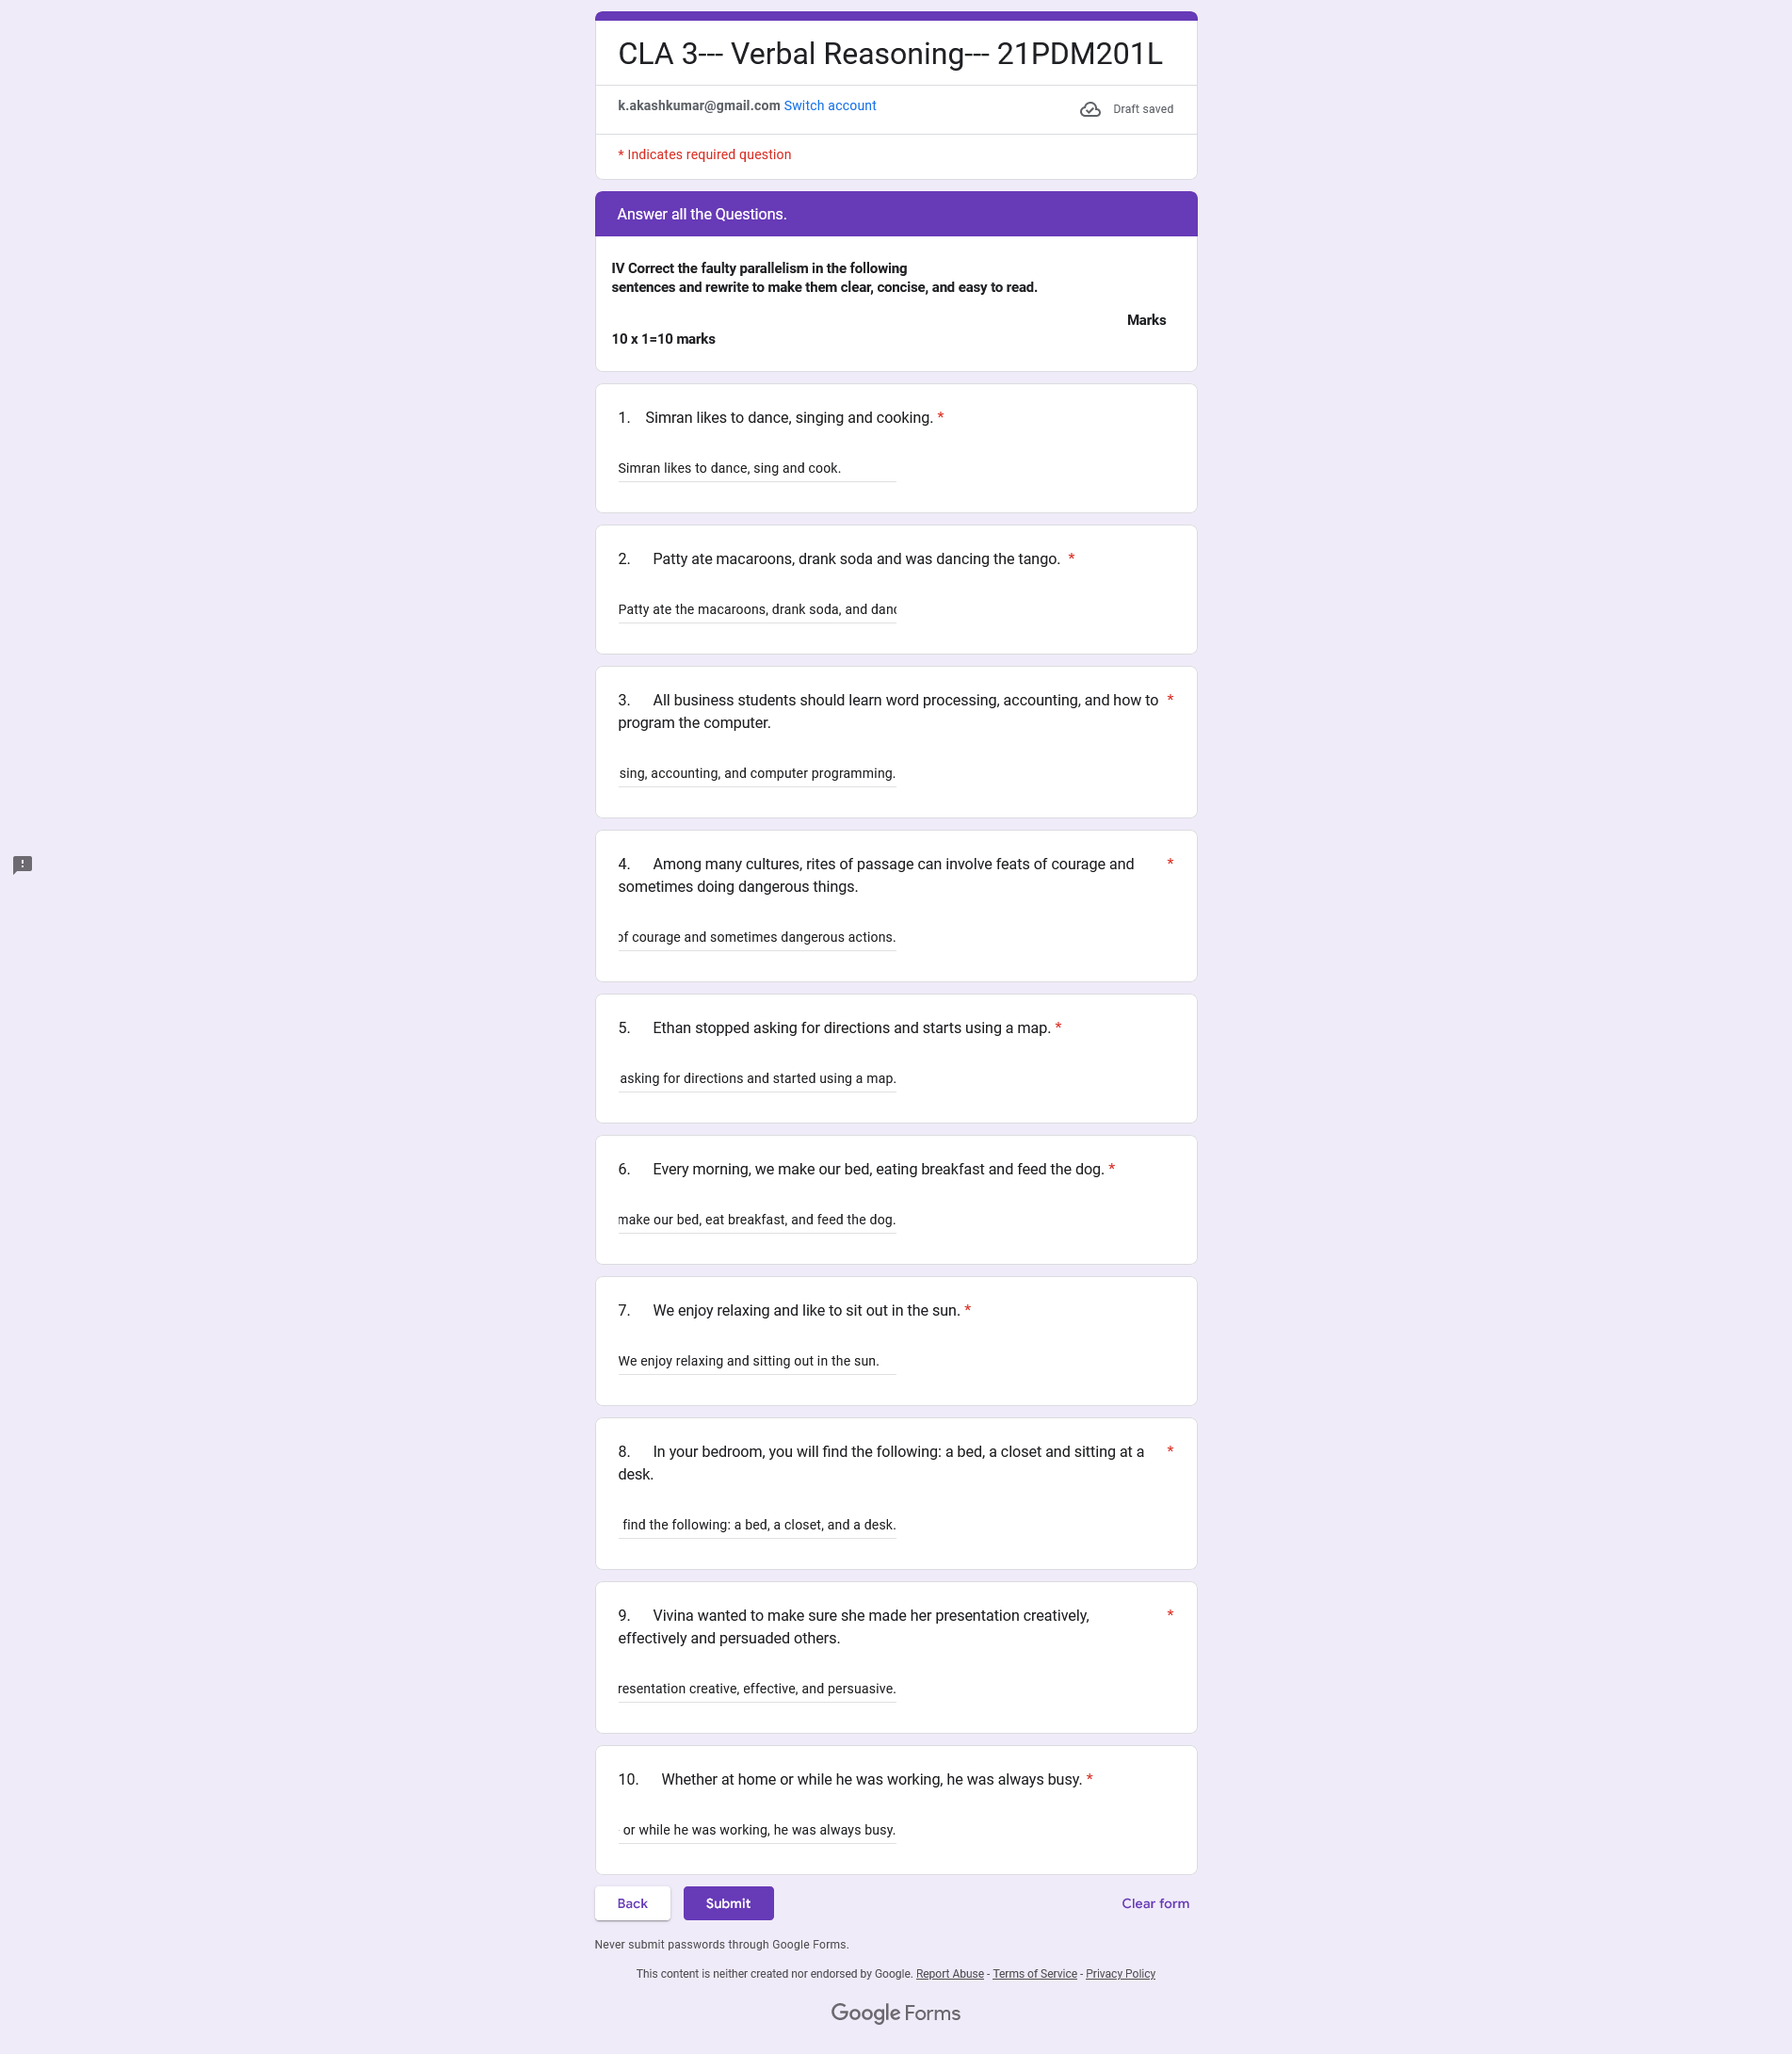 CLA 3--- Verbal Reasoning--- 21PDM201L
k.akashkumar@gmail.com Switch account
Draft saved
* Indicates required question
Answer all the Questions.
IV Correct the faulty parallelism in the following
sentences and rewrite to make them clear, concise, and easy to read.
Marks
10 x 1=10 marks
1. Simran likes to dance, singing and cooking. *
Simran likes to dance, sing and cook.
2. Patty ate macaroons, drank soda and was dancing the tango. *
Patty ate the macaroons, drank soda, and danc
3. All business students should learn word processing, accounting, and how to *
program the computer.
sing, accounting, and computer programming.
4. Among many cultures, rites of passage can involve feats of courage and *
sometimes doing dangerous things.
of courage and sometimes dangerous actions.
5. Ethan stopped asking for directions and starts using a map. *
asking for directions and started using a map.
6. Every morning, we make our bed, eating breakfast and feed the dog. *
make our bed, eat breakfast, and feed the dog.
7. We enjoy relaxing and like to sit out in the sun. *
We enjoy relaxing and sitting out in the sun.
8. In your bedroom, you will find the following: a bed, a closet and sitting at a *
desk.
find the following: a bed, a closet, and a desk.
9. Vivina wanted to make sure she made her presentation creatively, *
effectively and persuaded others.
resentation creative, effective, and persuasive.
10. Whether at home or while he was working, he was always busy. *
or while he was working, he was always busy.
Back
Submit
Clear form
Never submit passwords through Google Forms.
This content is neither created nor endorsed by Google. Report Abuse - Terms of Service - Privacy Policy
Google Forms